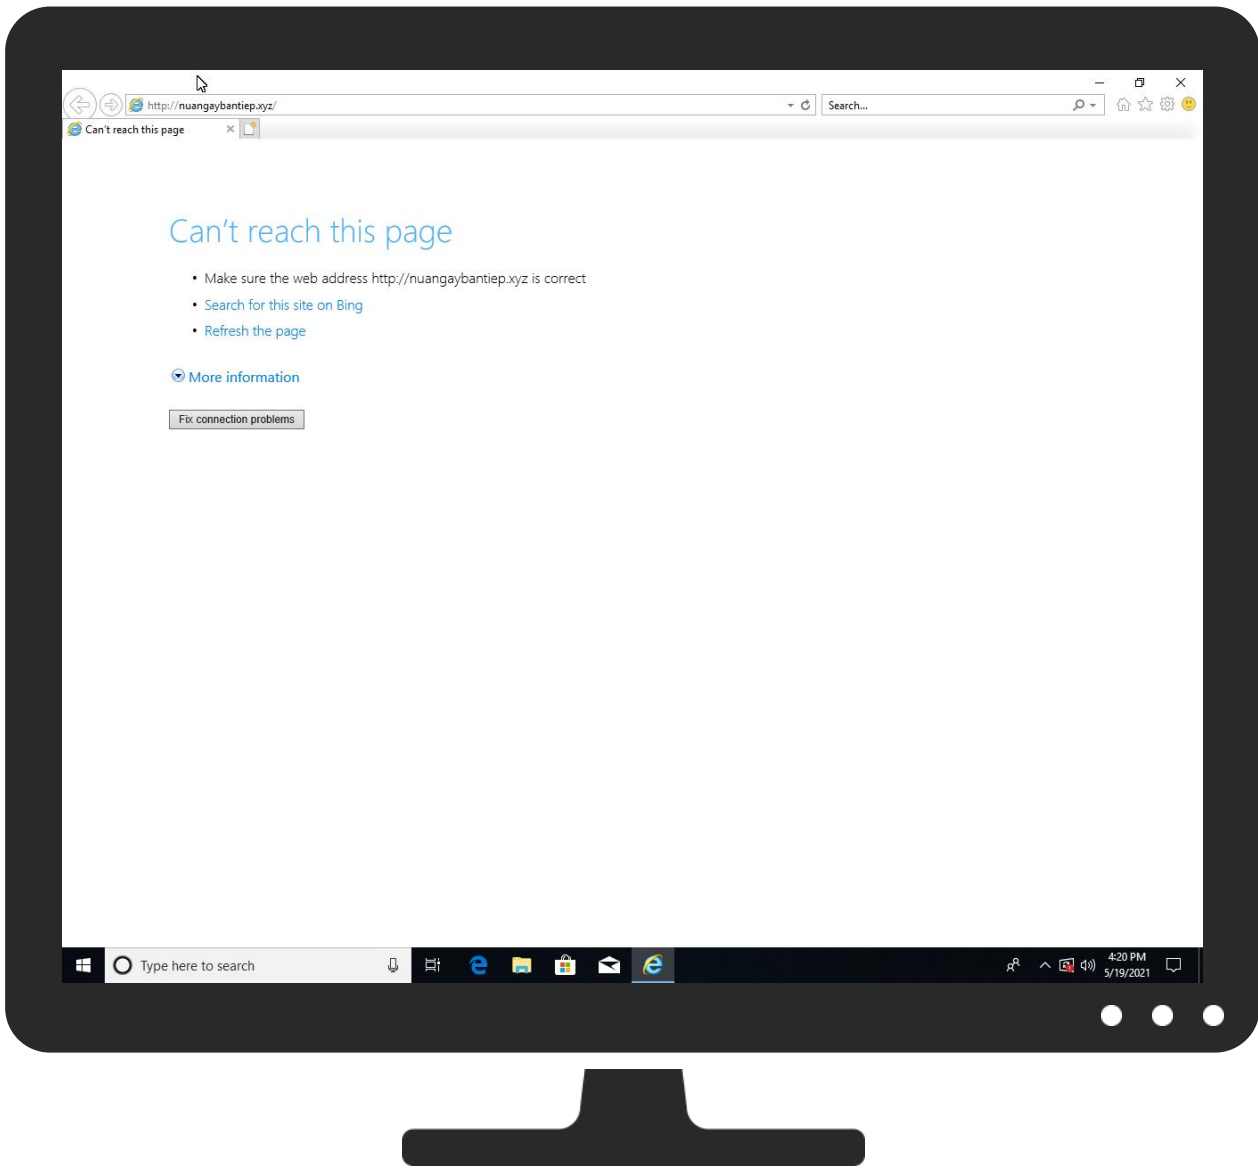 http://nuangaybantiep.xyz/
Search...
Can't reach this page
Can't reach this page
• Make sure the web address http://nuangaybantiep.xyz is correct
• Search for this site on Bing
• Refresh the page
More information
Fix connection problems
Type here to search
4:20 PM
5/19/2021